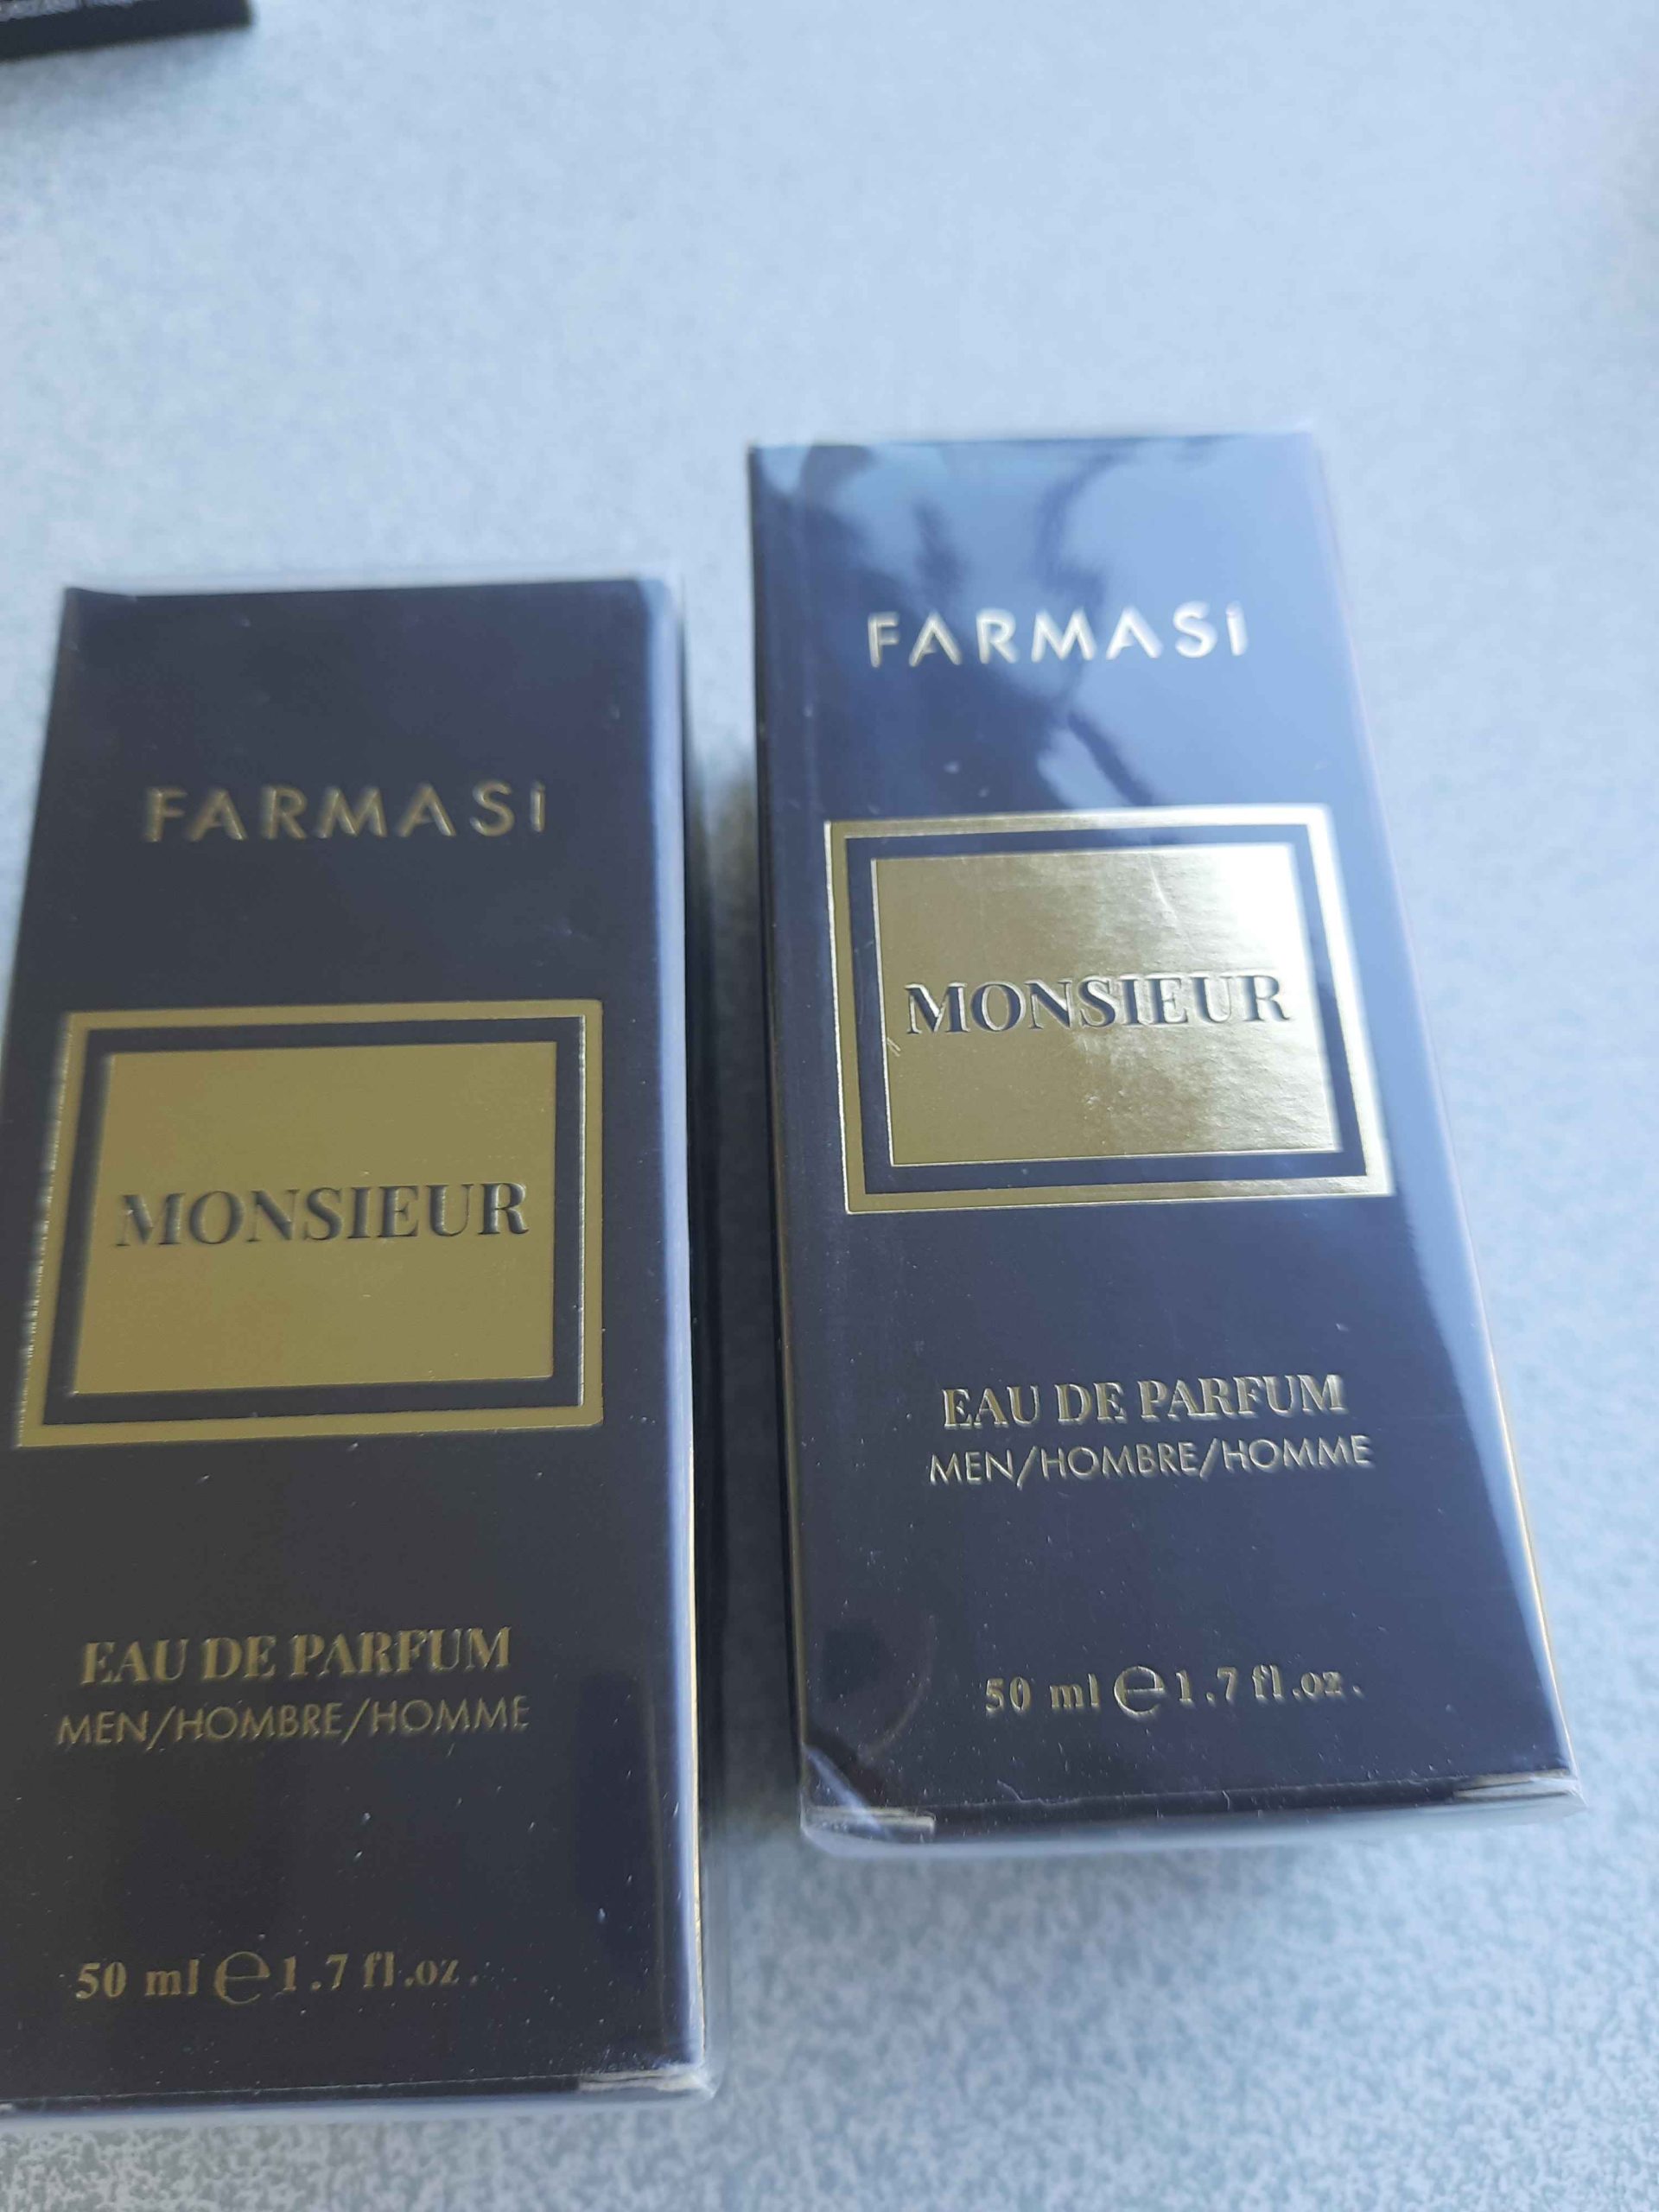 FARMASi
MONSIEUR
EAU DE PARFUM
MEN/HOMBRE/HOMME
50 ml e 1.7 fl.oz.
FARMASi
MONSIEUR
EAU DE PARFUM
MEN/HOMBRE/HOMME
50 ml e 1.7 fl.oz.